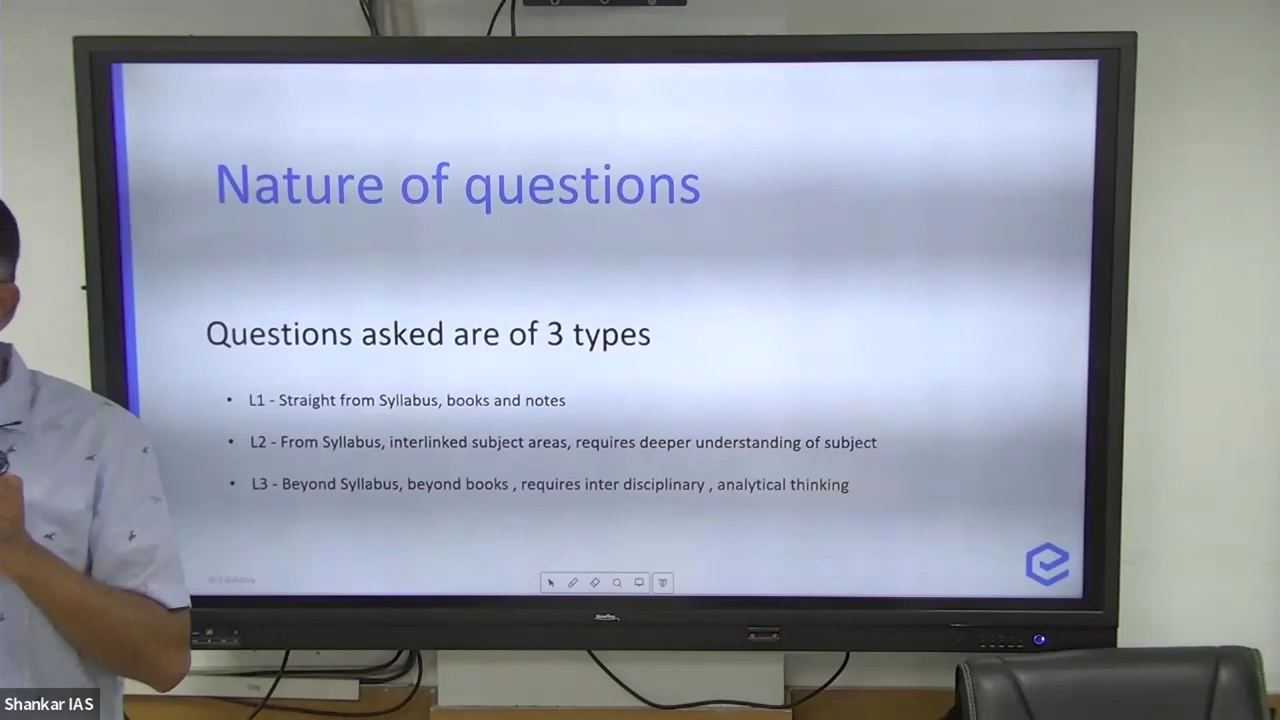 Nature of questions
Questions asked are of 3 types
• L1 - Straight from Syllabus, books and notes
• L2 - From Syllabus, interlinked subject areas, requires deeper understanding of subject
• L3 - Beyond Syllabus, beyond books , requires inter disciplinary , analytical thinking
Shankar IAS